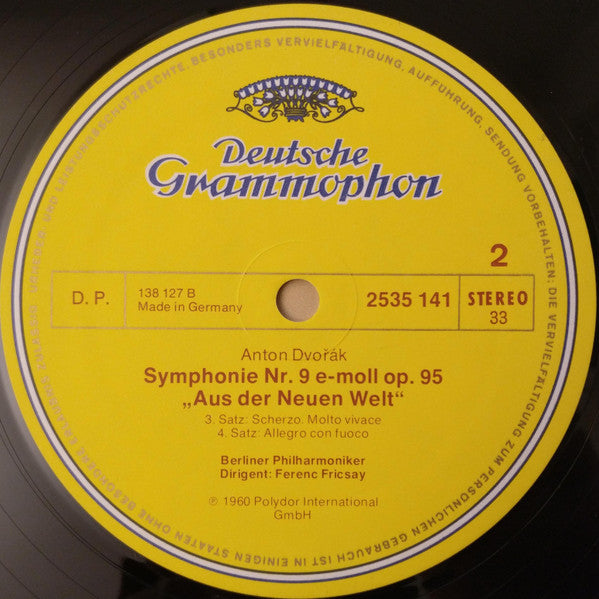 Deutsche
Grammophon
2
D. P.
138 127 B
Made in Germany
2535 141
STEREO
33
Anton Dvořák
Symphonie Nr. 9 e-moll op. 95
„Aus der Neuen Welt“
3. Satz: Scherzo. Molto vivace
4. Satz: Allegro con fuoco
Berliner Philharmoniker
Dirigent: Ferenc Fricsay
℗ 1960 Polydor International
GmbH
BESONDERS VERVIELFÄLTIGUNG, AUFFÜHRUNG, SENDUNG VORBEHALTEN; DIE VERVIELFÄLTIGUNG ZUM PERSÖNLICHEN GEBRAUCH IST IN EINIGEN STAATEN OHNE